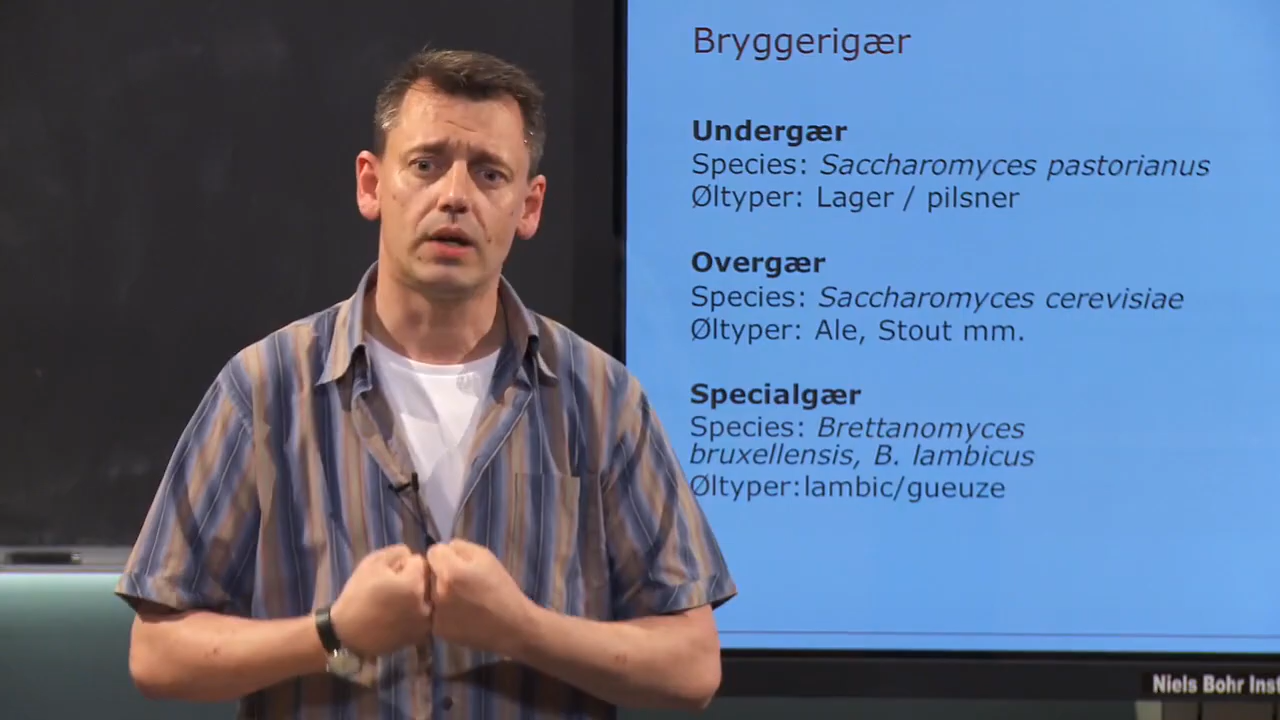 Bryggerigær
Undergær
Species: Saccharomyces pastorianus
Øltyper: Lager / pilsner
Overgær
Species: Saccharomyces cerevisiae
Øltyper: Ale, Stout mm.
Specialgær
Species: Brettanomyces
bruxellensis, B. lambicus
Øltyper:lambic/gueuze
Niels Bohr